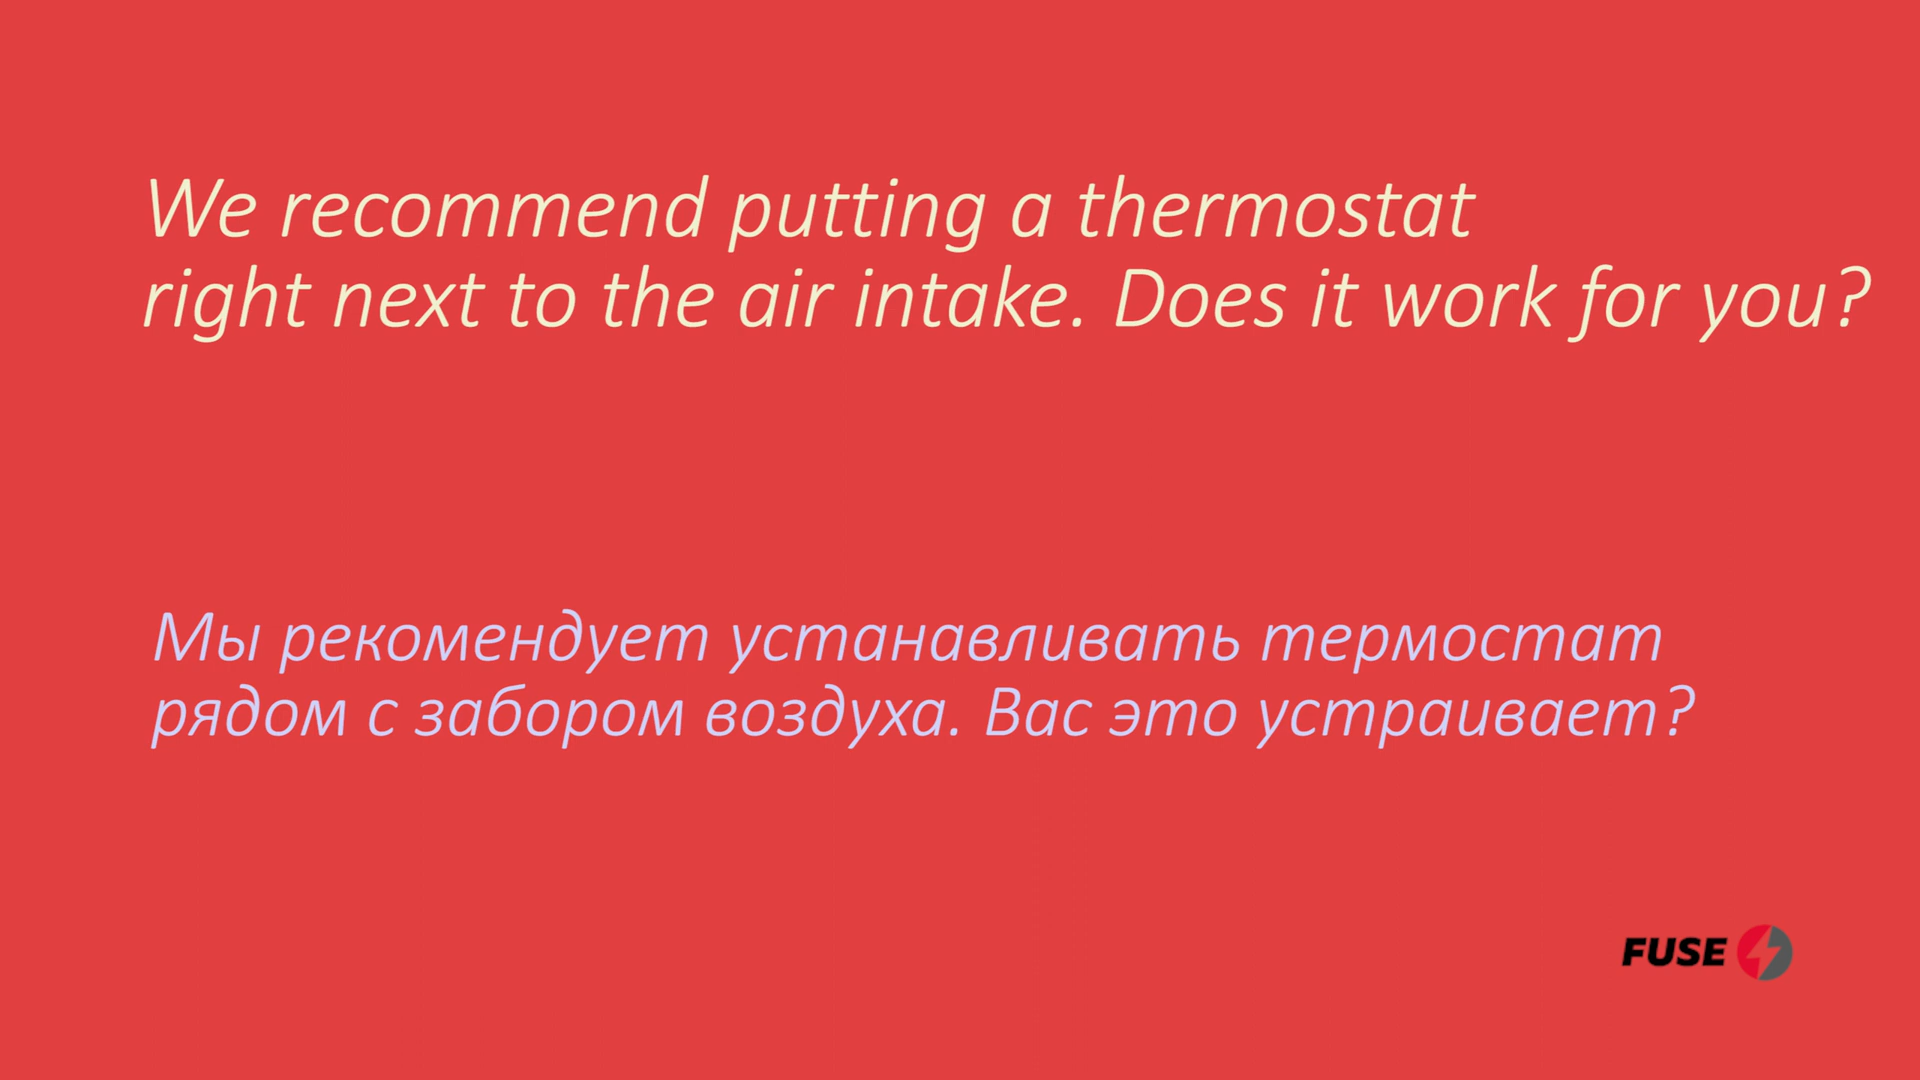 We recommend putting a thermostat
right next to the air intake. Does it work for you?
Мы рекомендует устанавливать термостат
рядом с забором воздуха. Вас это устраивает?
FUSE